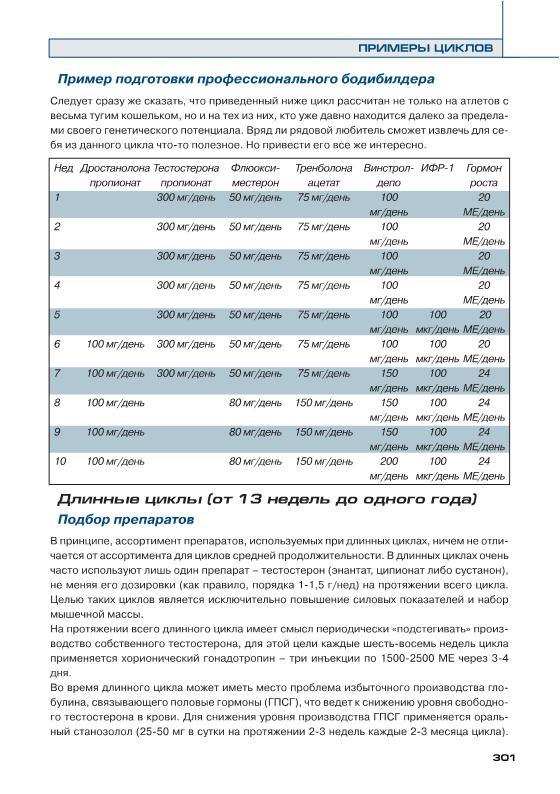 ПРИМЕРЫ ЦИКЛОВ
Пример подготовки профессионального бодибилдера
Следует сразу же сказать, что приведенный ниже цикл рассчитан не только на атлетов с
весьма тугим кошельком, но и на тех из них, кто уже давно находится далеко за предела-
ми своего генетического потенциала. Вряд ли рядовой любитель сможет извлечь для се-
бя из данного цикла что-то полезное. Но привести его все же интересно.
Нед Дростанолона Тестостерона Флюокси- Тренболона Винстрол- ИФР-1 Гормон
пропионат пропионат местерон ацетат депо роста
1 300 мг/день 50 мг/день 75 мг/день 100 20
мг/день МЕ/день
2 300 мг/день 50 мг/день 75 мг/день 100 20
мг/день МЕ/день
3 300 мг/день 50 мг/день 75 мг/день 100 20
мг/день МЕ/день
4 300 мг/день 50 мг/день 75 мг/день 100 20
мг/день МЕ/день
5 300 мг/день 50 мг/день 75 мг/день 100 100 20
мг/день мкг/день МЕ/день
6 100 мг/день 300 мг/день 50 мг/день 75 мг/день 100 100 20
мг/день мкг/день МЕ/день
7 100 мг/день 300 мг/день 50 мг/день 75 мг/день 150 100 24
мг/день мкг/день МЕ/день
8 100 мг/день 80 мг/день 150 мг/день 150 100 24
мг/день мкг/день МЕ/день
9 100 мг/день 80 мг/день 150 мг/день 150 100 24
мг/день мкг/день МЕ/день
10 100 мг/день 80 мг/день 150 мг/день 200 100 24
мг/день мкг/день МЕ/день
Длинные циклы (от 13 недель до одного года)
Подбор препаратов
В принципе, ассортимент препаратов, используемых при длинных циклах, ничем не отли-
чается от ассортимента для циклов средней продолжительности. В длинных циклах очень
часто используют лишь один препарат – тестостерон (энантат, ципионат либо сустанон),
не меняя его дозировки (как правило, порядка 1-1,5 г/нед) на протяжении всего цикла.
Целью таких циклов является исключительно повышение силовых показателей и набор
мышечной массы.
На протяжении всего длинного цикла имеет смысл периодически «подстегивать» произ-
водство собственного тестостерона, для этой цели каждые шесть-восемь недель цикла
применяется хорионический гонадотропин – три инъекции по 1500-2500 МЕ через 3-4
дня.
Во время длинного цикла может иметь место проблема избыточного производства гло-
булина, связывающего половые гормоны (ГПСГ), что ведет к снижению уровня свободно-
го тестостерона в крови. Для снижения уровня производства ГПСГ применяется ораль-
ный станозолол (25-50 мг в сутки на протяжении 2-3 недель каждые 2-3 месяца цикла).
301